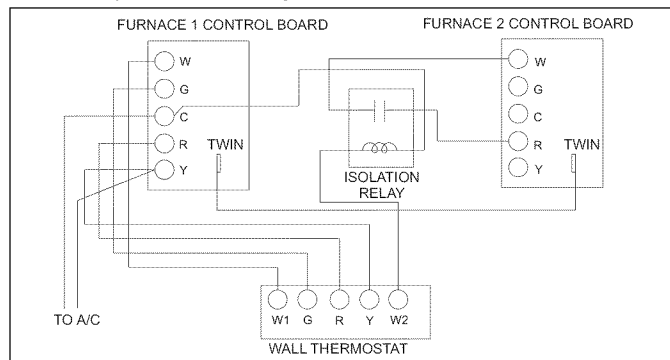 FURNACE 1 CONTROL BOARD
FURNACE 2 CONTROL BOARD
W
G
C
R
Y
TWIN
ISOLATION
RELAY
W
G
C
R
Y
TWIN
TO A/C
W1 G R Y W2
WALL THERMOSTAT